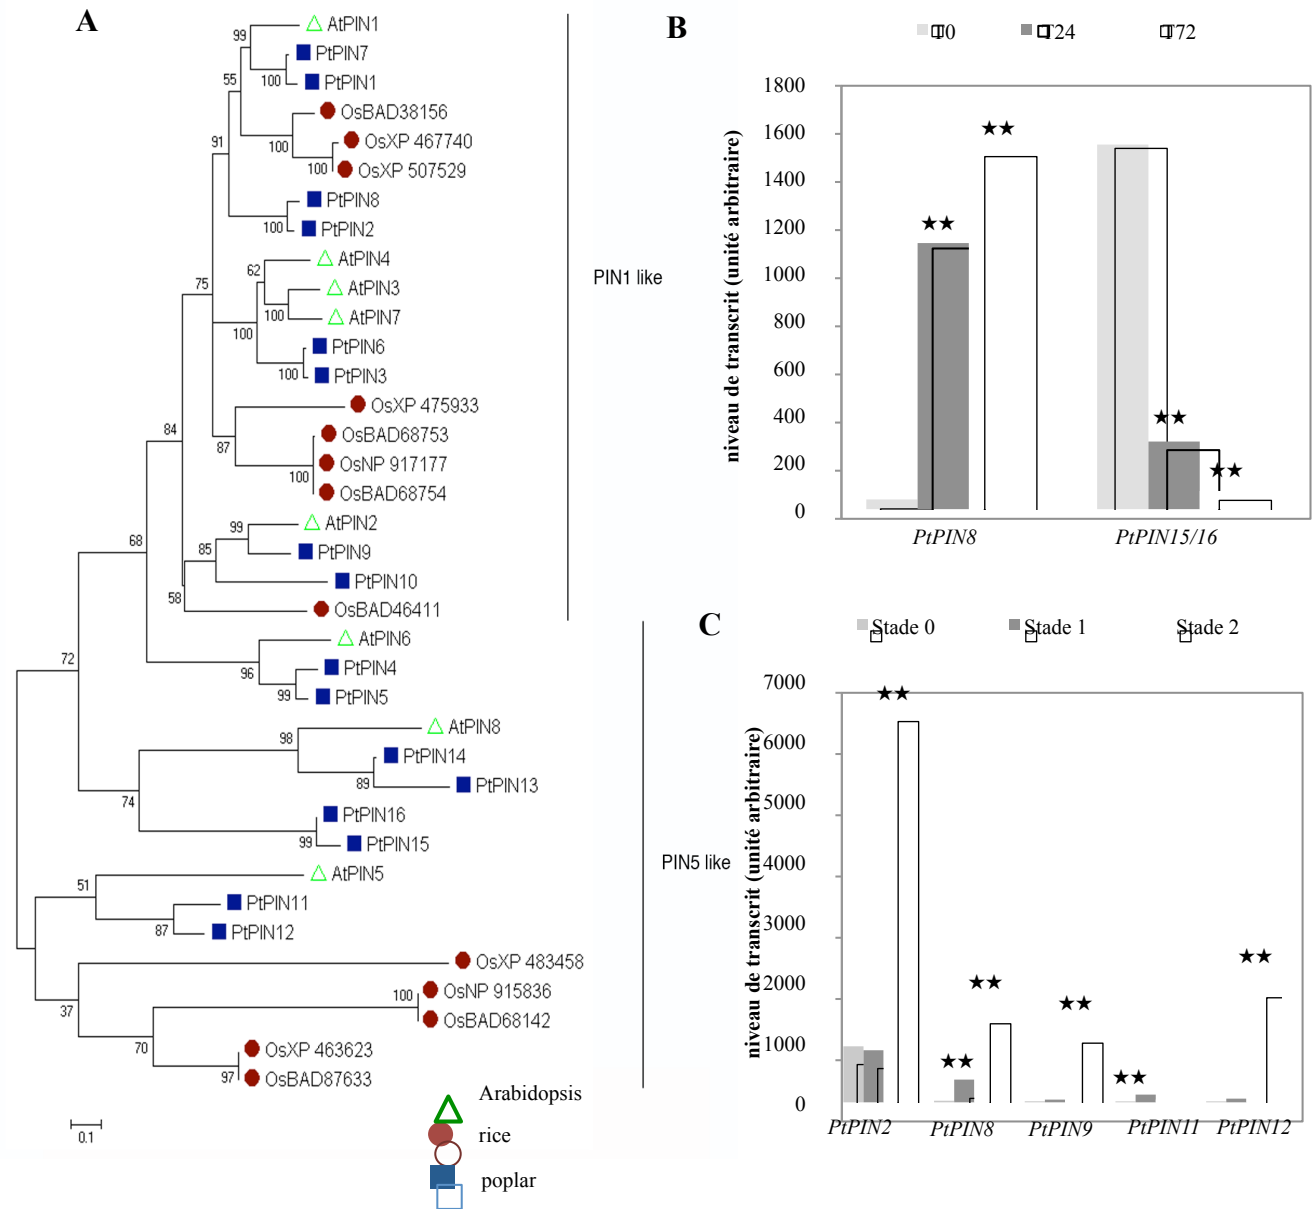 A
AtPIN1
99
PtPIN7
100
PtPIN1
55
OsBAD38156
100
OsXP 467740
100
OsXP 507529
91
PtPIN8
100
PtPIN2
AtPIN4
62
AtPIN3
100
AtPIN7
75
100
PtPIN6
100
PtPIN3
OsXP 475933
84
87
OsBAD68753
OsNP 917177
100
OsBAD68754
99
AtPIN2
85
PtPIN9
68
PtPIN10
58
OsBAD46411
PIN1 like
AtPIN6
96
PtPIN4
99
PtPIN5
72
98
AtPIN8
PtPIN14
89
PtPIN13
74
PtPIN16
99
PtPIN15
51
AtPIN5
PtPIN11
87
PtPIN12
PIN5 like
OsXP 483458
37
100
OsNP 915836
OsBAD68142
70
OsXP 463623
97
OsBAD87633
0.1
Arabidopsis
rice
poplar
B
T0
T24
T72
niveau de transcrit (unité arbitraire)
1800
1600
1400
1200
1000
800
600
400
200
0
★★
★★
★★
★★
PtPIN8
PtPIN15/16
C
Stade 0
Stade 1
Stade 2
niveau de transcrit (unité arbitraire)
7000
6000
5000
4000
3000
2000
1000
0
★★
★★
★★
★★
★★
★★
PtPIN2
PtPIN8
PtPIN9
PtPIN11
PtPIN12